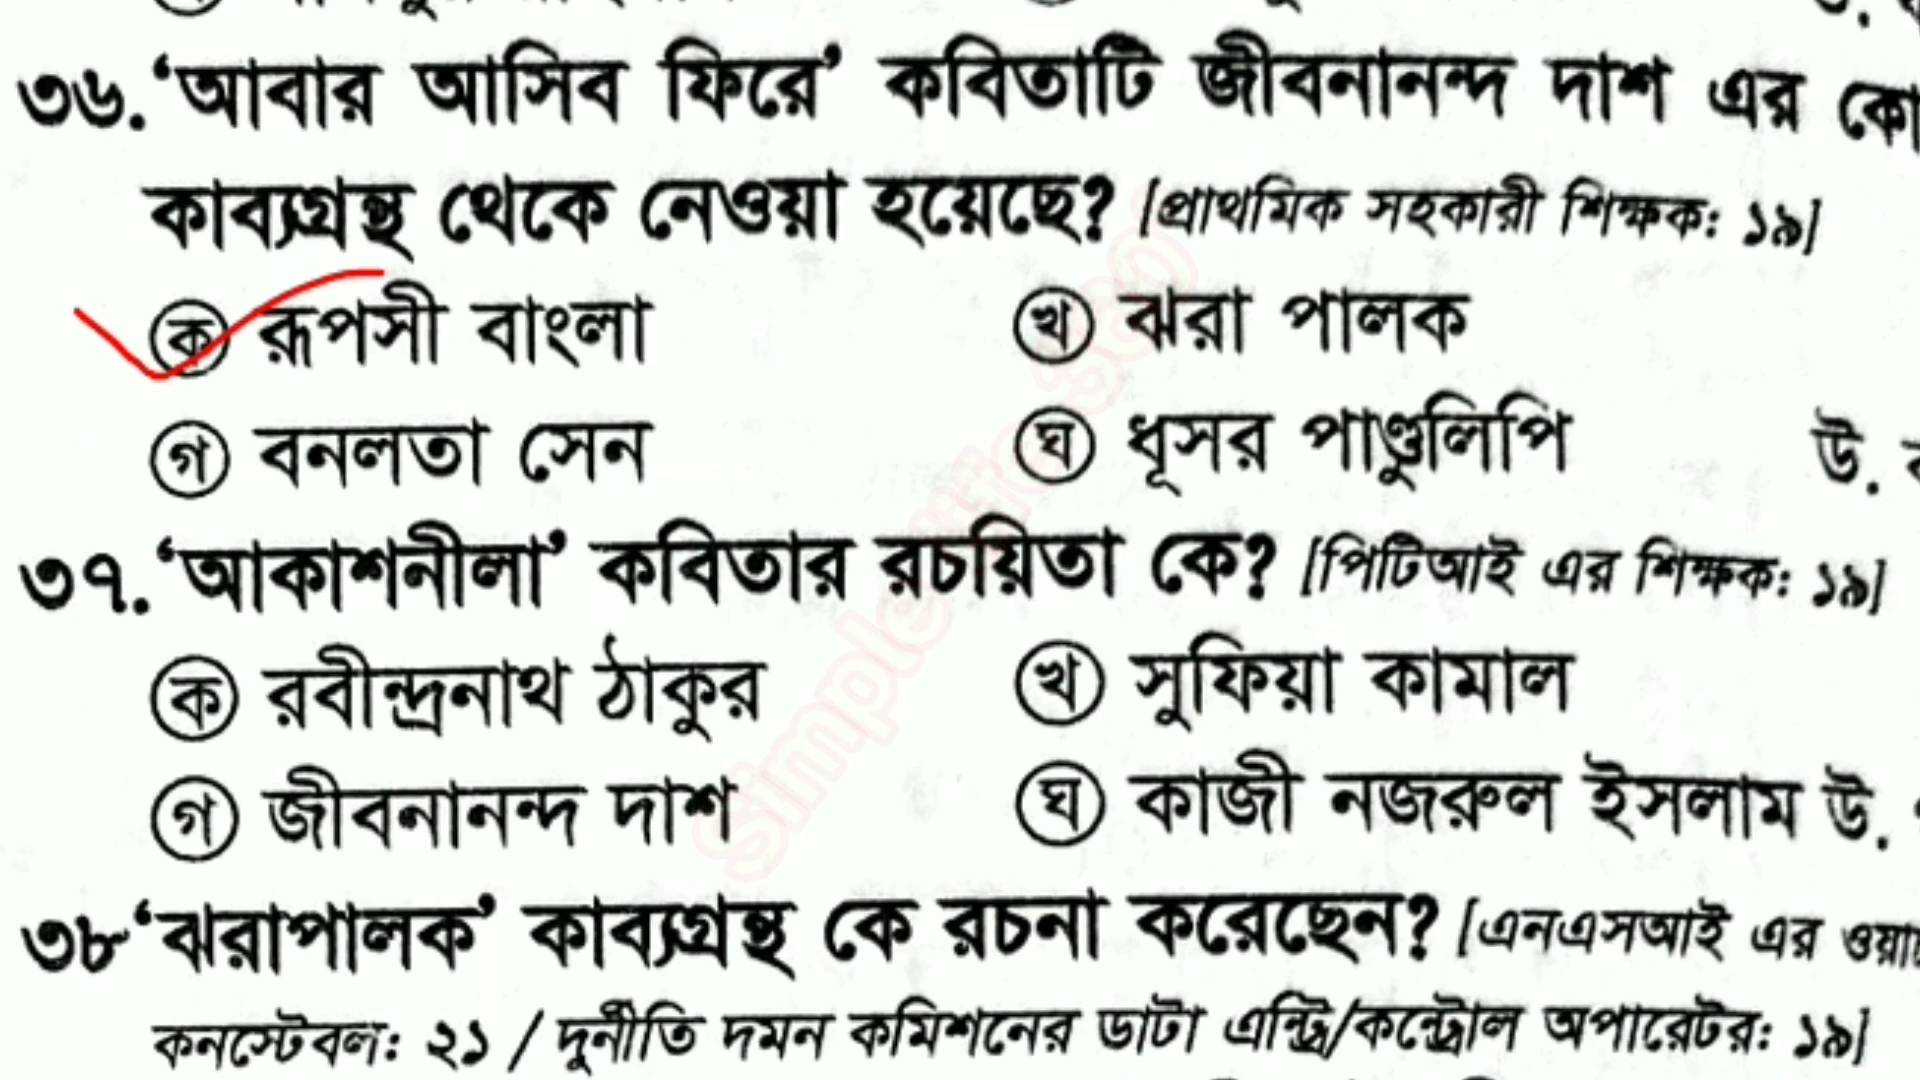 ৩৬. ‘আবার আসিব ফিরে’ কবিতাটি জীবনানন্দ দাশ এর কো
কাব্যগ্রন্থ থেকে নেওয়া হয়েছে? [প্রাথমিক সহকারী শিক্ষক: ১৯]
ক রূপসী বাংলা খ ঝরা পালক
গ বনলতা সেন ঘ ধূসর পাণ্ডুলিপি উ.
৩৭. ‘আকাশনীলা’ কবিতার রচয়িতা কে? [পিটিআই এর শিক্ষক: ১৯]
ক রবীন্দ্রনাথ ঠাকুর খ সুফিয়া কামাল
গ জীবনানন্দ দাশ ঘ কাজী নজরুল ইসলাম উ.
৩৮ ‘ঝরাপালক’ কাব্যগ্রন্থ কে রচনা করেছেন? [এনএসআই এর
কনস্টেবল: ২১ / দুর্নীতি দমন কমিশনের ডাটা এন্ট্রি/কন্ট্রোল অপারেটর: ১৯]